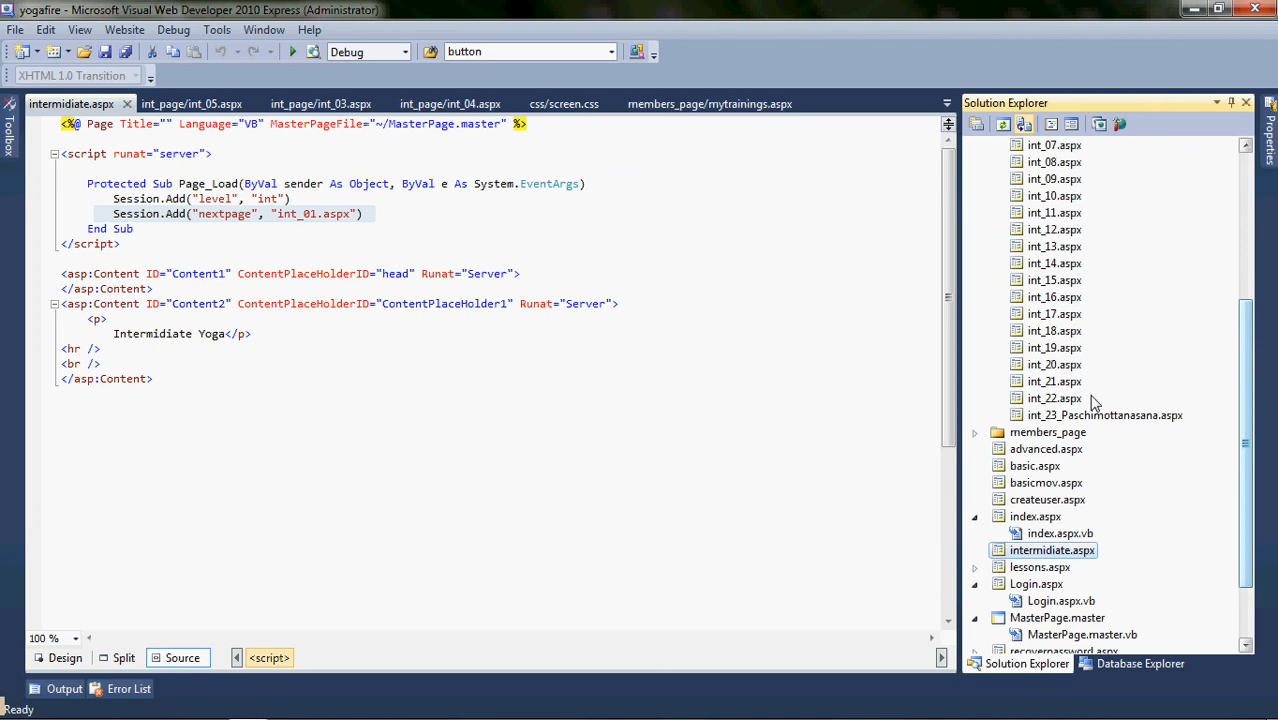 yogafire - Microsoft Visual Web Developer 2010 Express (Administrator)
File Edit View Website Debug Tools Window Help
Debug button
XHTML 1.0 Transition
intermidiate.aspx int_page/int_05.aspx int_page/int_03.aspx int_page/int_04.aspx css/screen.css members_page/mytrainings.aspx
Toolbox
<%@ Page Title="" Language="VB" MasterPageFile="~/MasterPage.master" %>
<script runat="server">
Protected Sub Page_Load(ByVal sender As Object, ByVal e As System.EventArgs)
Session.Add("level", "int")
Session.Add("nextpage", "int_01.aspx")
End Sub
</script>
<asp:Content ID="Content1" ContentPlaceHolderID="head" Runat="Server">
</asp:Content>
<asp:Content ID="Content2" ContentPlaceHolderID="ContentPlaceHolder1" Runat="Server">
<p>
Intermidiate Yoga</p>
<hr />
<br />
</asp:Content>
100 %
Design Split Source <script>
Solution Explorer
int_07.aspx
int_08.aspx
int_09.aspx
int_10.aspx
int_11.aspx
int_12.aspx
int_13.aspx
int_14.aspx
int_15.aspx
int_16.aspx
int_17.aspx
int_18.aspx
int_19.aspx
int_20.aspx
int_21.aspx
int_22.aspx
int_23_Paschimottanasana.aspx
members_page
advanced.aspx
basic.aspx
basicmov.aspx
createuser.aspx
index.aspx
index.aspx.vb
intermidiate.aspx
lessons.aspx
Login.aspx
Login.aspx.vb
MasterPage.master
MasterPage.master.vb
recoverpassword.aspx
Solution Explorer Database Explorer
Properties
Output Error List
Ready